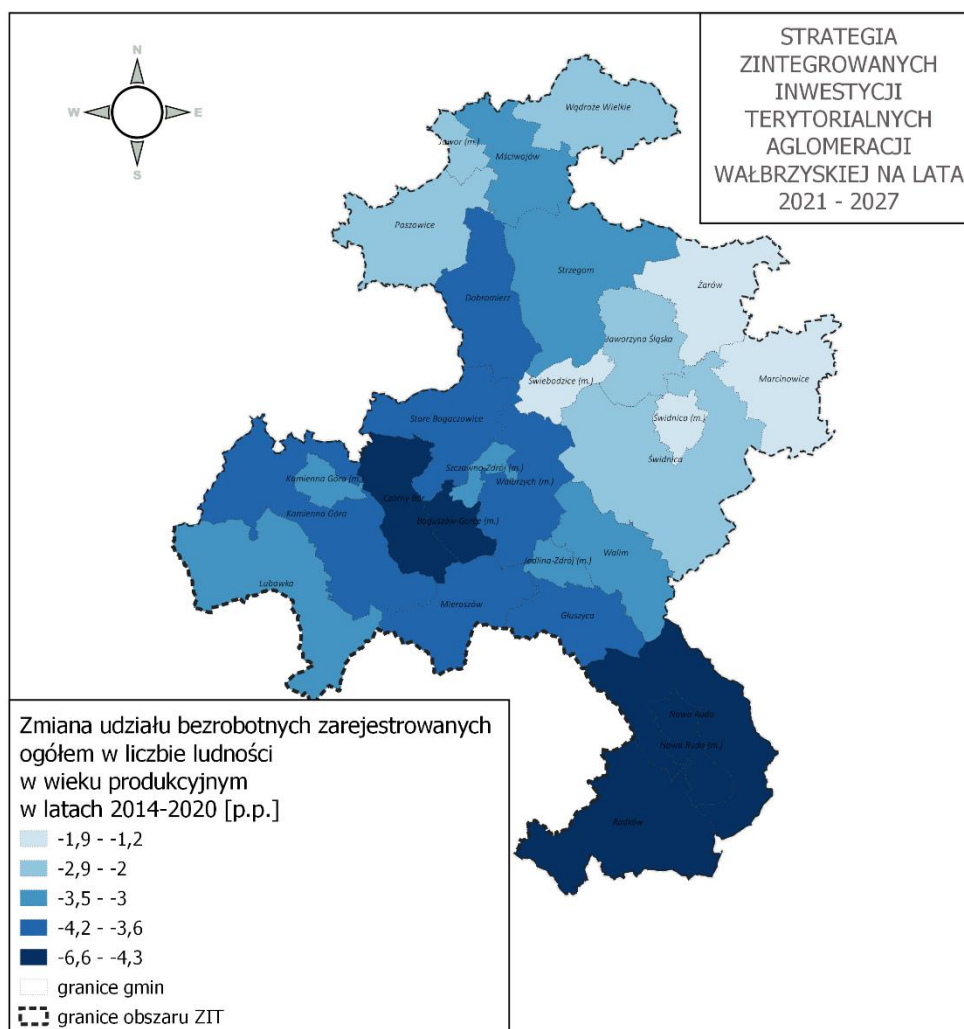 STRATEGIA
ZINTEGROWANYCH
INWESTYCJI
TERYTORIALNYCH
AGLOMERACJI
WAŁBRZYSKIEJ NA LATA
2021 - 2027
N
W
E
S
Wądroże Wielkie
Jawor (m.)
Mściwojów
Paszowice
Strzegom
Żarów
Dobromierz
Jaworzyna Śląska
Świebodzice (m.)
Marcinowice
Stare Bogaczowice
Świdnica (m.)
Świdnica
Szczawno-Zdrój (m.)
Kamienna Góra (m.)
Wałbrzych (m.)
Czarny Bór
Kamienna Góra
Boguszów-Gorce (m.)
Walim
Jedlina-Zdrój (m.)
Lubawka
Mieroszów
Głuszyca
Nowa Ruda
Nowa Ruda (m.)
Radków
Zmiana udziału bezrobotnych zarejestrowanych
ogółem w liczbie ludności
w wieku produkcyjnym
w latach 2014-2020 [p.p.]
-1,9 - -1,2
-2,9 - -2
-3,5 - -3
-4,2 - -3,6
-6,6 - -4,3
granice gmin
granice obszaru ZIT